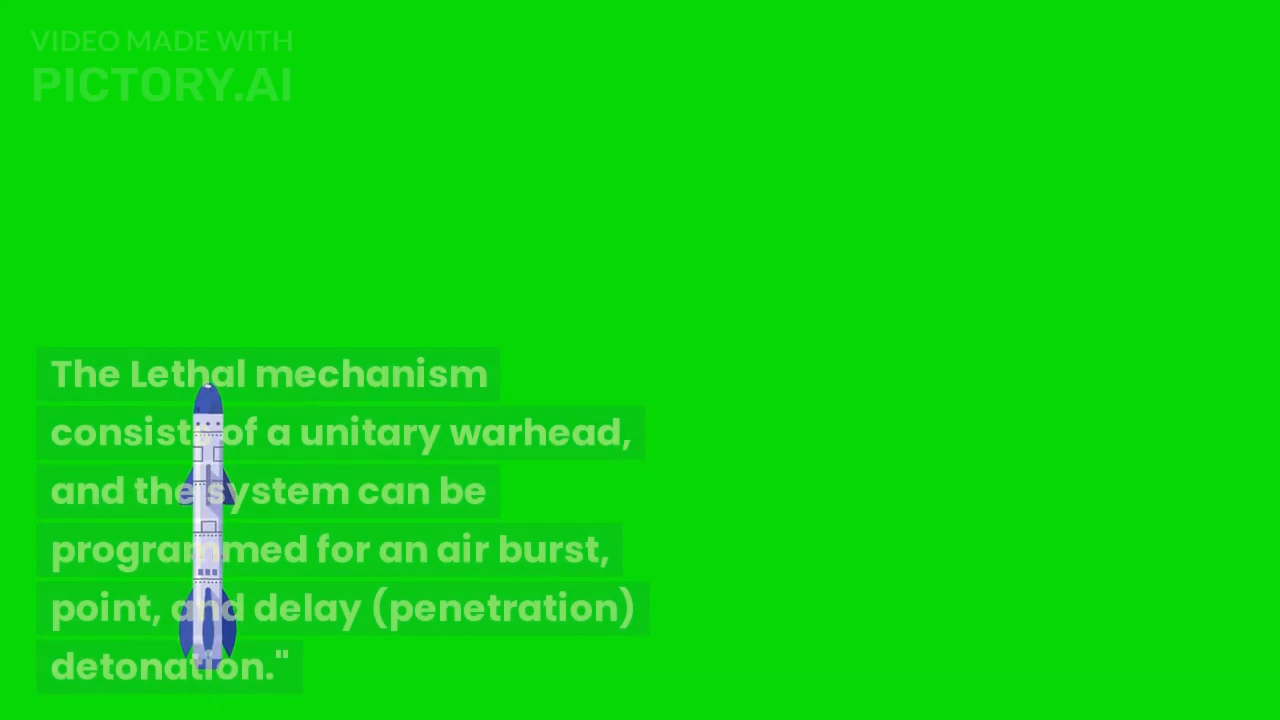 VIDEO MADE WITH
PICTORY.AI
The Lethal mechanism
consists of a unitary warhead,
and the system can be
programmed for an air burst,
point, and delay (penetration)
detonation."